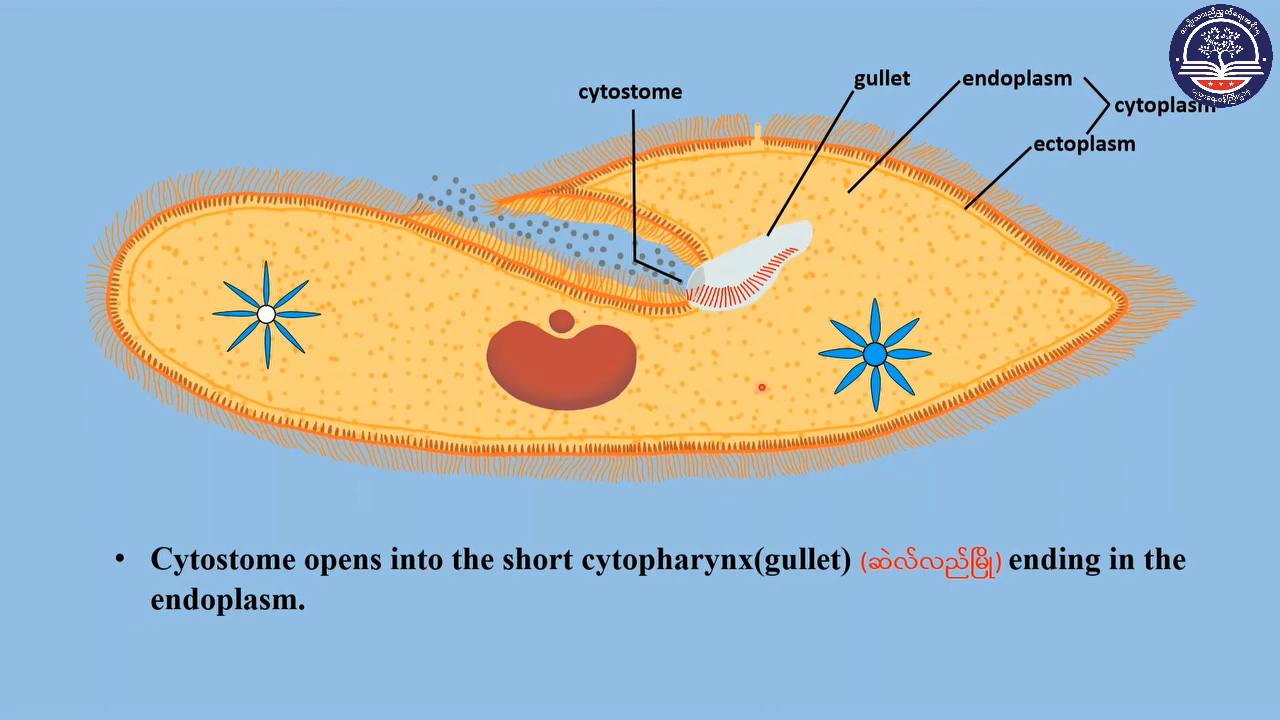 gullet
endoplasm
cytostome
cytoplasm
ectoplasm
• Cytostome opens into the short cytopharynx(gullet) (ဆဲလ်လည်မြို) ending in the
endoplasm.